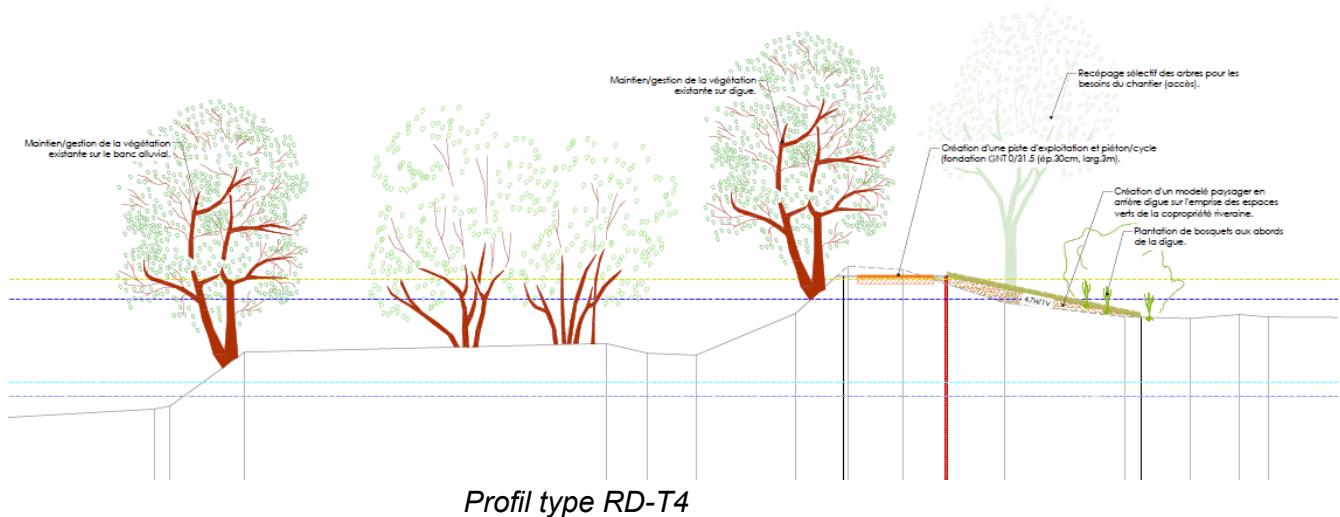 Maintien/gestion de la végétation
existante sur le banc alluvial.
Maintien/gestion de la végétation
existante sur digue.
Recépage sélectif des arbres pour les
besoins du chantier (accès).
Création d'une piste d'exploitation et piéton/cycle
(fondation GNT 0/31.5 (ép.30cm, larg.3m).
Création d'un modelé paysager en
arrière digue sur l'emprise des espaces
verts de la copropriété riveraine.
Plantation de bosquets aux abords
de la digue.
4.7H/1V
Profil type RD-T4